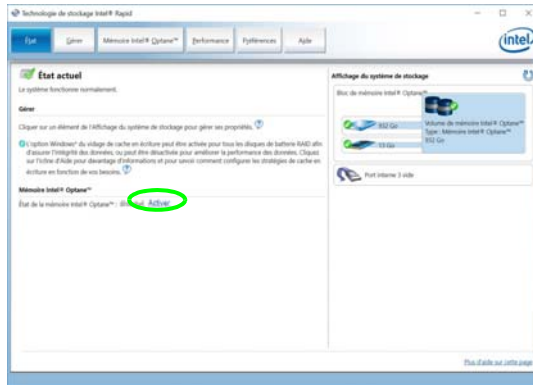 Technologie de stockage Intel® Rapid
État
Gérer
Mémoire Intel® Optane™
Performance
Préférences
Aide
intel
État actuel
Le système fonctionne normalement.
Gérer
Cliquer sur un élément de l'Affichage du système de stockage pour gérer ses propriétés.
L'option Windows* du vidage de cache en écriture peut être activée pour tous les disques de batterie RAID afin
d'assurer l'intégrité des données, ou peut être désactivée pour améliorer la performance des données. Cliquez
sur l'icône d'Aide pour davantage d'informations et pour savoir comment configurer les stratégies de cache en
écriture en fonction de vos besoins.
Mémoire Intel® Optane™
État de la mémoire Intel® Optane™ : Activer
Affichage du système de stockage
Bloc de mémoire Intel® Optane™
932 Go
13 Go
Volume de mémoire Intel® Optane™
Type : Mémoire Intel® Optane™
932 Go
Port interne 3 vide
Plus d'aide sur cette page